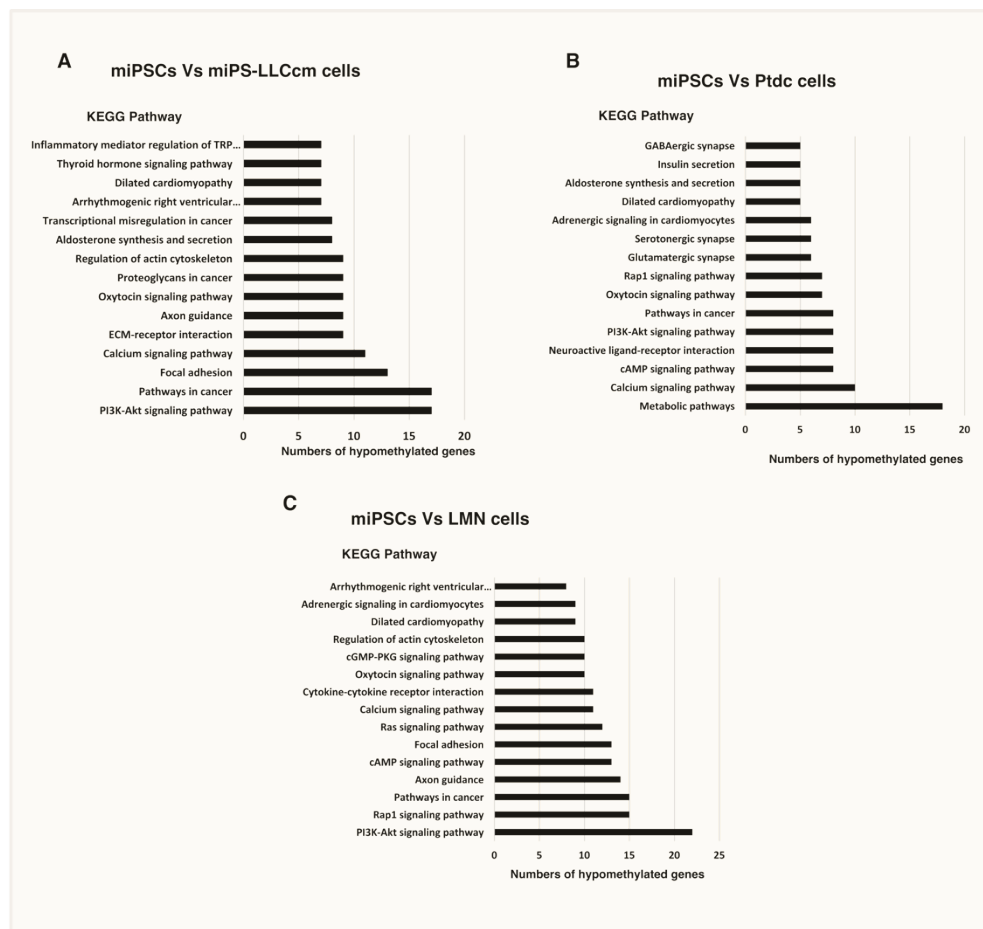 A
miPSCs Vs miPS-LLCcm cells
KEGG Pathway
Inflammatory mediator regulation of TRP...
Thyroid hormone signaling pathway
Dilated cardiomyopathy
Arrhythmogenic right ventricular...
Transcriptional misregulation in cancer
Aldosterone synthesis and secretion
Regulation of actin cytoskeleton
Proteoglycans in cancer
Oxytocin signaling pathway
Axon guidance
ECM-receptor interaction
Calcium signaling pathway
Focal adhesion
Pathways in cancer
PI3K-Akt signaling pathway
0 5 10 15 20
Numbers of hypomethylated genes
B
miPSCs Vs Ptdc cells
KEGG Pathway
GABAergic synapse
Insulin secretion
Aldosterone synthesis and secretion
Dilated cardiomyopathy
Adrenergic signaling in cardiomyocytes
Serotonergic synapse
Glutamatergic synapse
Rap1 signaling pathway
Oxytocin signaling pathway
Pathways in cancer
PI3K-Akt signaling pathway
Neuroactive ligand-receptor interaction
cAMP signaling pathway
Calcium signaling pathway
Metabolic pathways
0 5 10 15 20
Numbers of hypomethylated genes
C
miPSCs Vs LMN cells
KEGG Pathway
Arrhythmogenic right ventricular...
Adrenergic signaling in cardiomyocytes
Dilated cardiomyopathy
Regulation of actin cytoskeleton
cGMP-PKG signaling pathway
Oxytocin signaling pathway
Cytokine-cytokine receptor interaction
Calcium signaling pathway
Ras signaling pathway
Focal adhesion
cAMP signaling pathway
Axon guidance
Pathways in cancer
Rap1 signaling pathway
PI3K-Akt signaling pathway
0 5 10 15 20 25
Numbers of hypomethylated genes